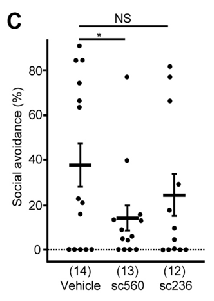 C
NS
*
Social avoidance (%)
80
60
40
20
0
(14) (13) (12)
Vehicle sc560 sc236